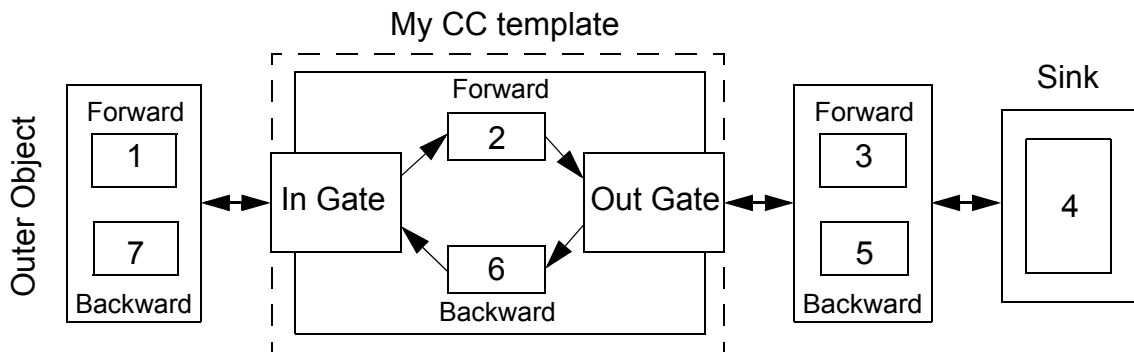 My CC template
Sink
Outer Object
Forward
1
7
Backward
In Gate
Forward
2
6
Backward
Out Gate
Forward
3
5
Backward
4